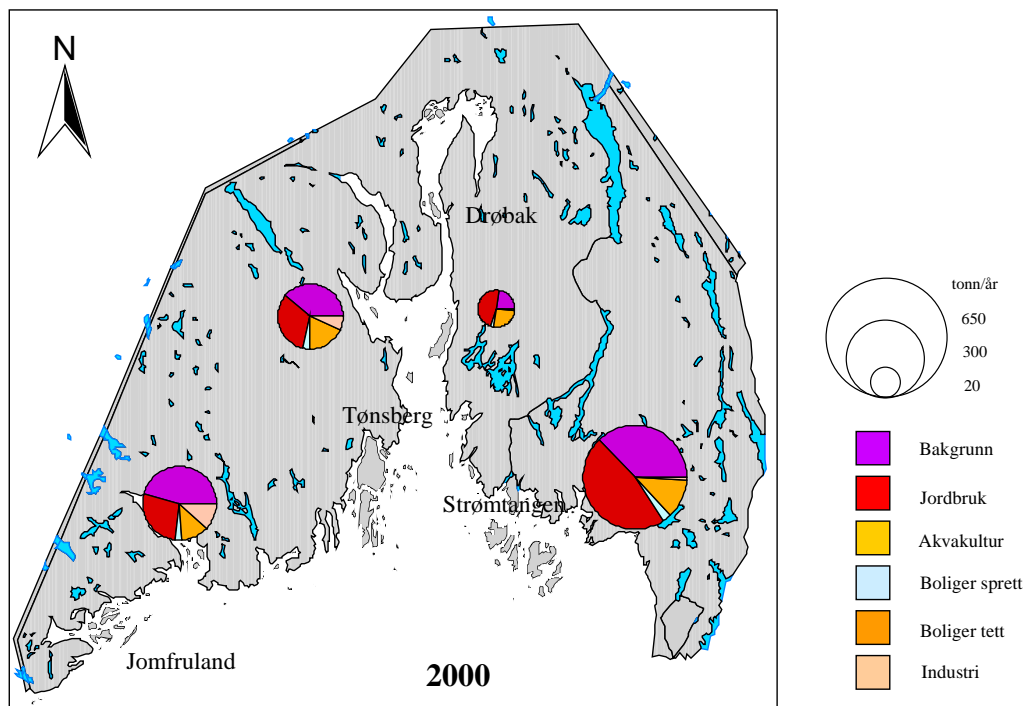 N
Drøbak
Tønsberg
Strømtangen
Jomfruland
2000
tonn/år
650
300
20
Bakgrunn
Jordbruk
Akvakultur
Boliger sprett
Boliger tett
Industri